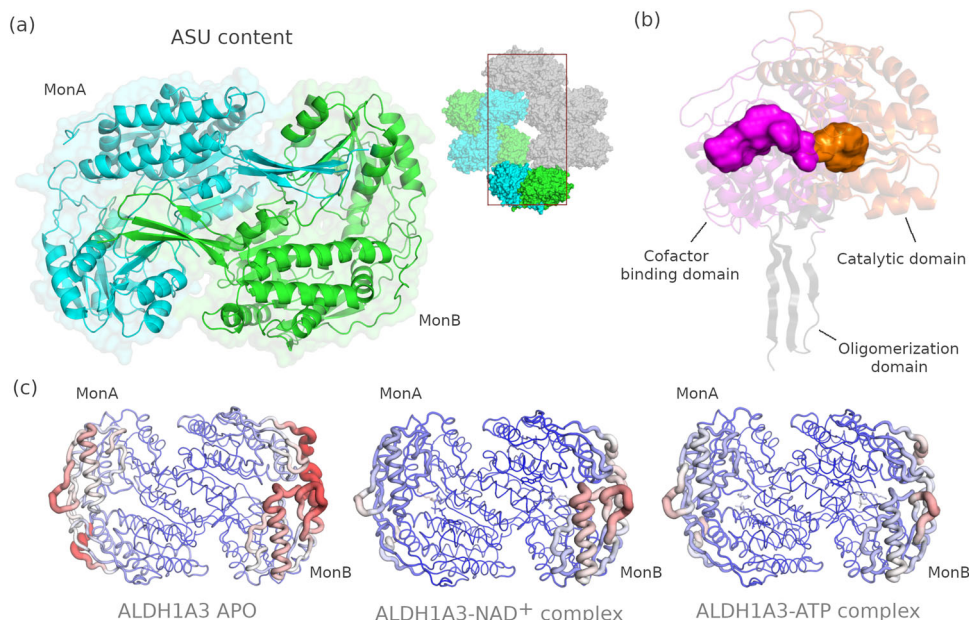 (a)
ASU content
MonA
MonB
(b)
Cofactor
binding domain
Catalytic domain
Oligomerization
domain
(c)
MonA
MonB
ALDH1A3 APO
MonA
MonB
ALDH1A3-NAD⁺ complex
MonA
MonB
ALDH1A3-ATP complex